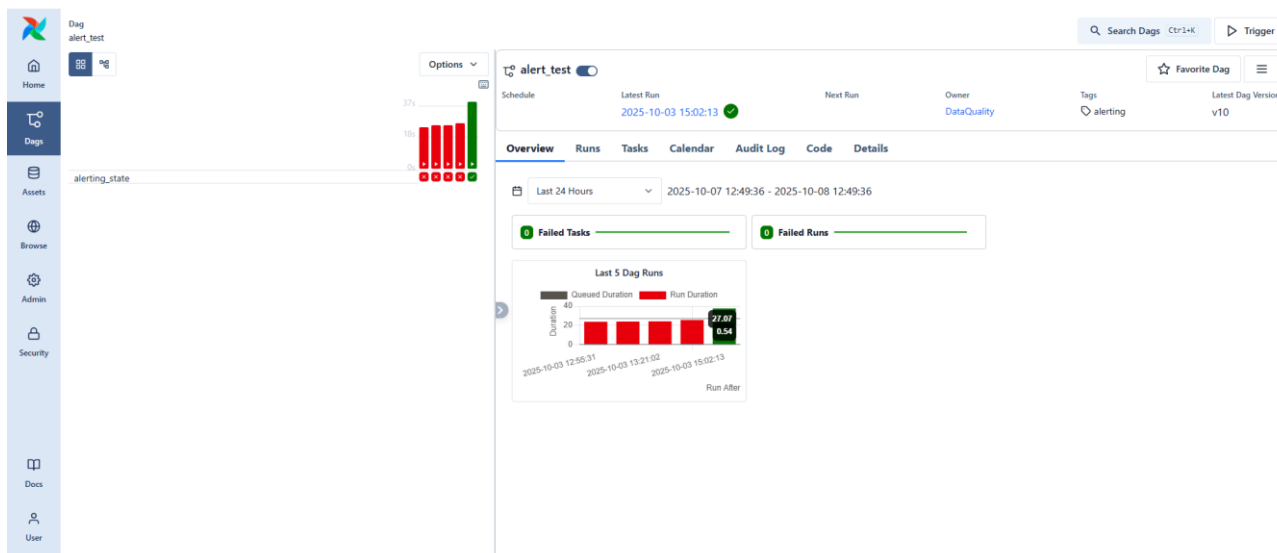 Dag
alert_test
Search Dags Ctrl+K
Trigger
Home
Dags
Assets
Browse
Admin
Security
Docs
User
Options
37s
18s
0s
alerting_state
alert_test
Favorite Dag
Schedule
Latest Run
2025-10-03 15:02:13
Next Run
Owner
DataQuality
Tags
alerting
Latest Dag Version
v10
Overview Runs Tasks Calendar Audit Log Code Details
Last 24 Hours 2025-10-07 12:49:36 - 2025-10-08 12:49:36
0 Failed Tasks
0 Failed Runs
Last 5 Dag Runs
Queued Duration Run Duration
Duration
40
20
0
27.07
0.54
2025-10-03 12:55:31
2025-10-03 13:21:02
2025-10-03 15:02:13
Run After